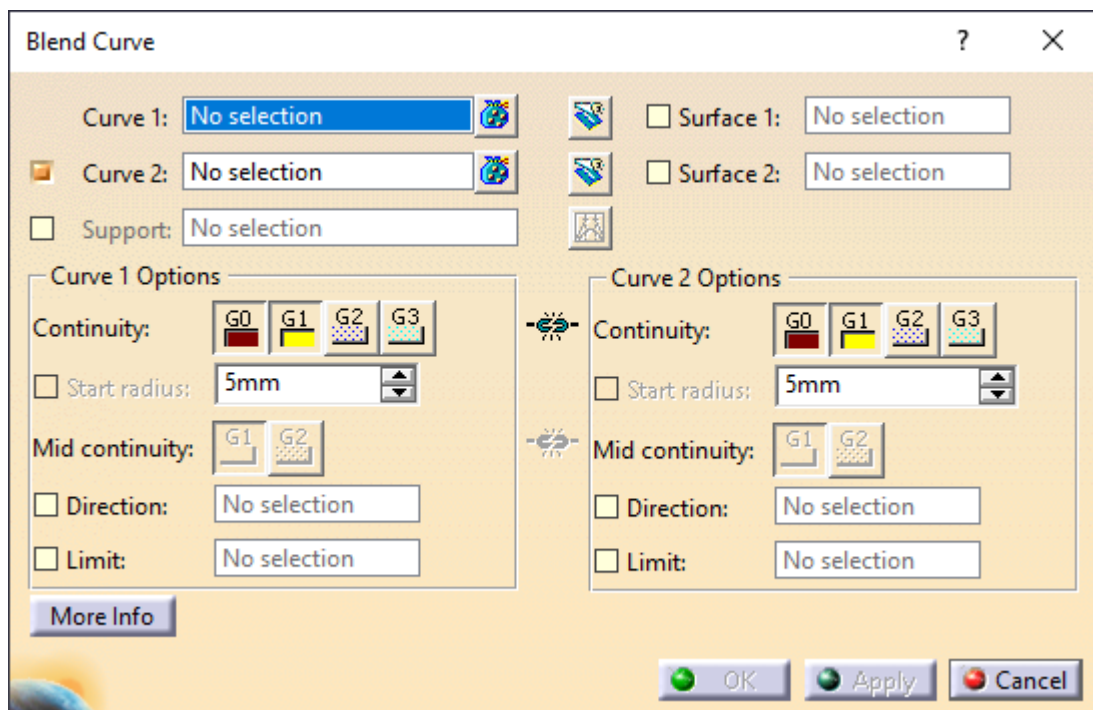 Blend Curve ?
Curve 1: No selection Surface 1: No selection
Curve 2: No selection Surface 2: No selection
Support: No selection
Curve 1 Options Curve 2 Options
Continuity: G0 G1 G2 G3 Continuity: G0 G1 G2 G3
Start radius: 5mm Start radius: 5mm
Mid continuity: G1 G2 Mid continuity: G1 G2
Direction: No selection Direction: No selection
Limit: No selection Limit: No selection
More Info
OK Apply Cancel